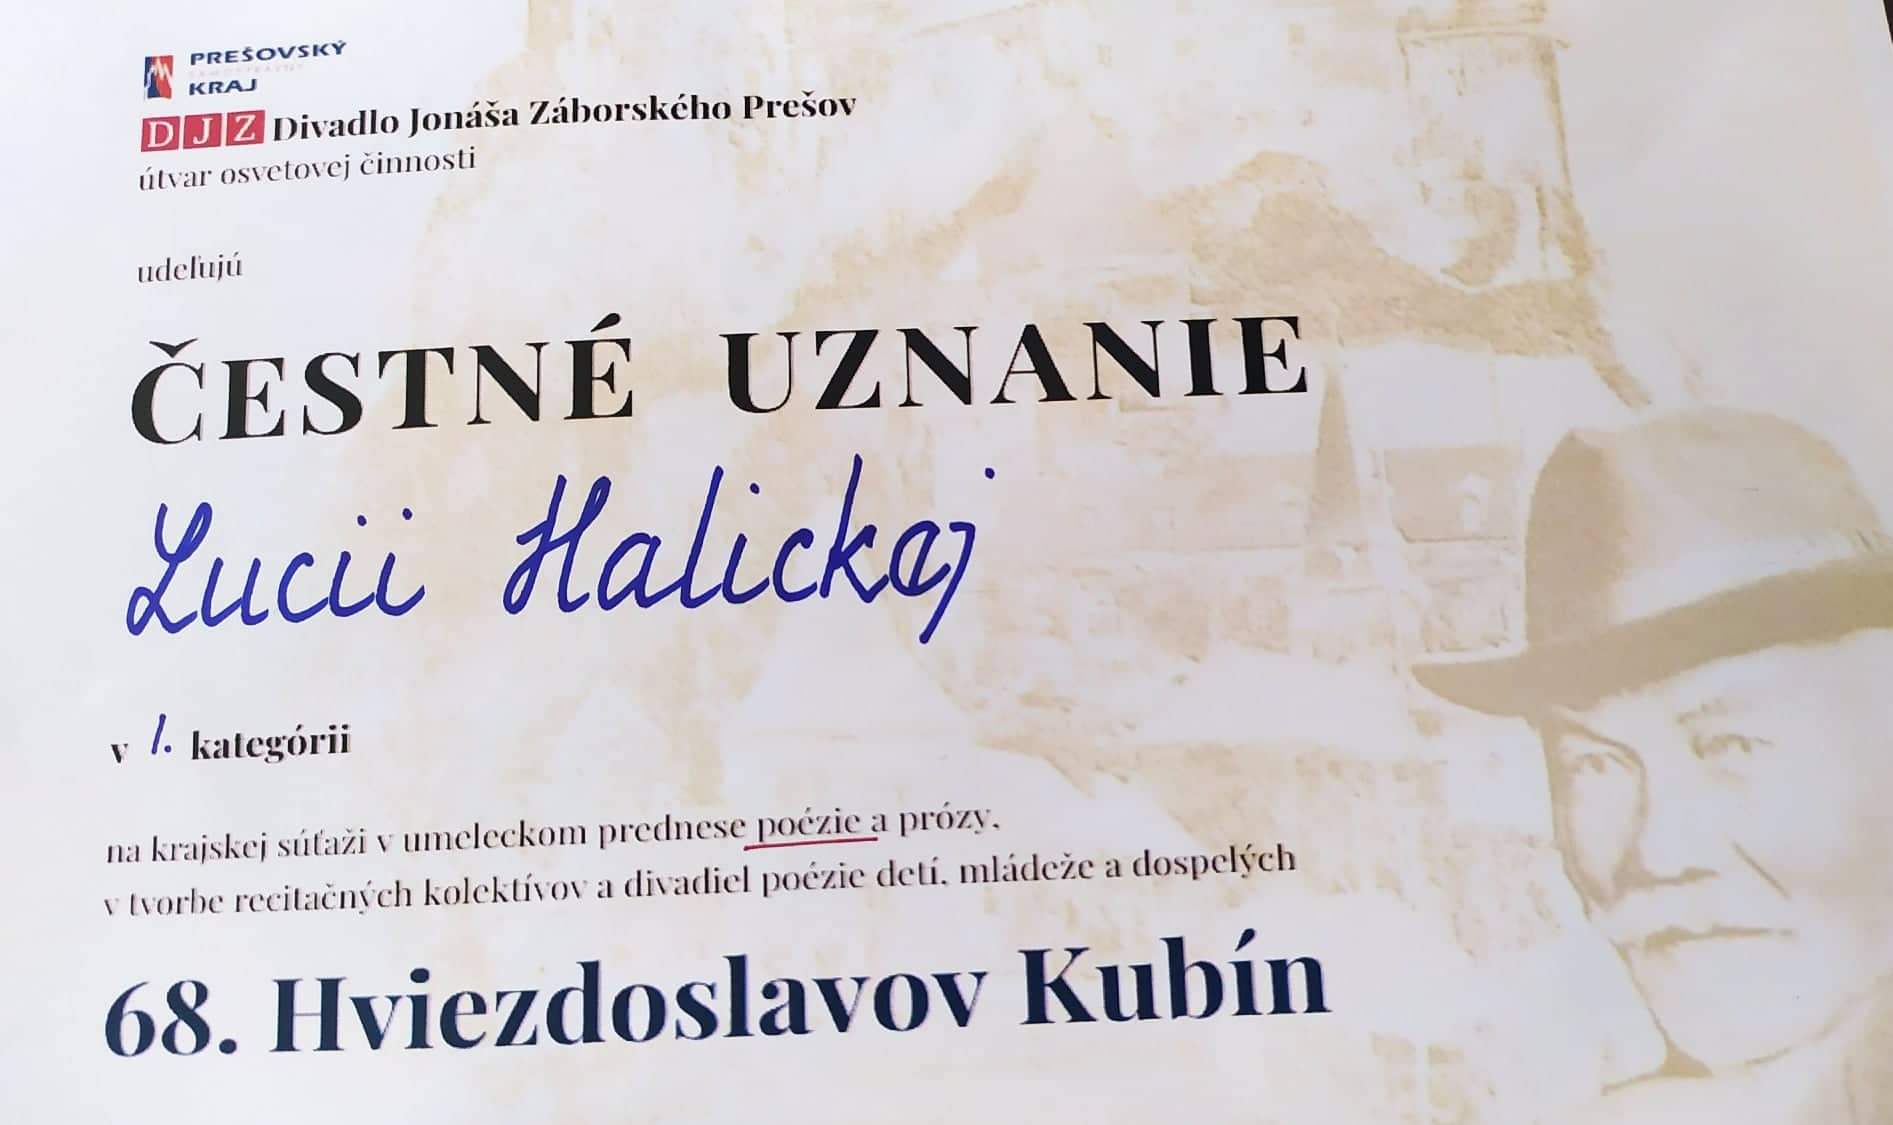 PREŠOVSKÝ
SAMOSPRÁVNY
KRAJ
DJZ Divadlo Jonáša Záborského Prešov
útvar osvetovej činnosti
udeľujú
ČESTNÉ UZNANIE
Lucii Halickej
v 1. kategórii
na krajskej súťaži v umeleckom prednese poézie a prózy,
v tvorbe recitačných kolektívov a divadiel poézie detí, mládeže a dospelých
68. Hviezdoslavov Kubín